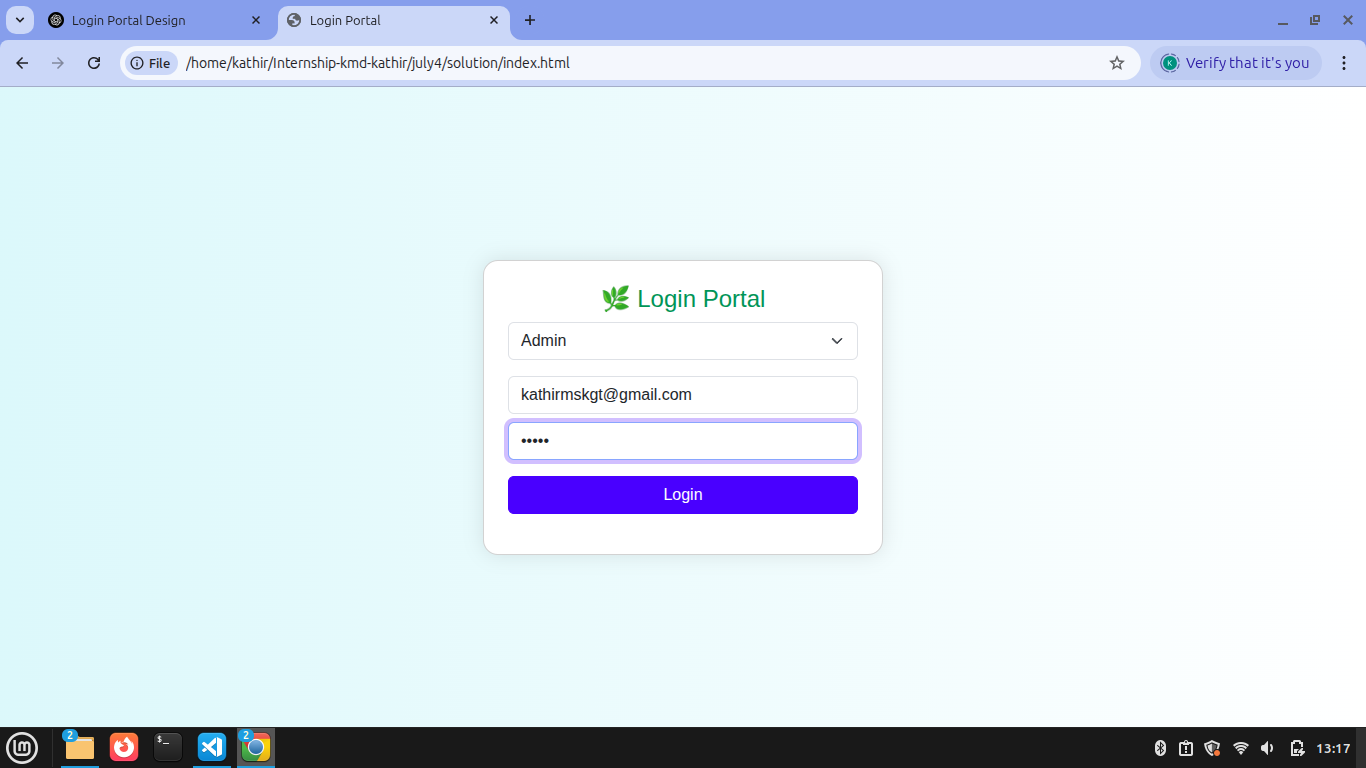 Login Portal Design
Login Portal
File
/home/kathir/Internship-kmd-kathir/july4/solution/index.html
K
Verify that it's you
🌿 Login Portal
Admin
kathirmskgt@gmail.com
•••••
Login
2
$_
2
13:17